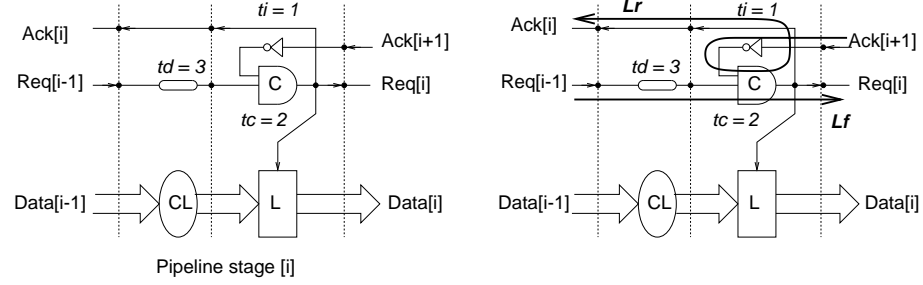 ti = 1
Ack[i]
Ack[i+1]
Req[i-1]
td = 3
C
Req[i]
tc = 2
Data[i-1]
CL
L
Data[i]
Pipeline stage [i]
Lr
ti = 1
Ack[i]
Ack[i+1]
Req[i-1]
td = 3
C
Req[i]
tc = 2
Lf
Data[i-1]
CL
L
Data[i]